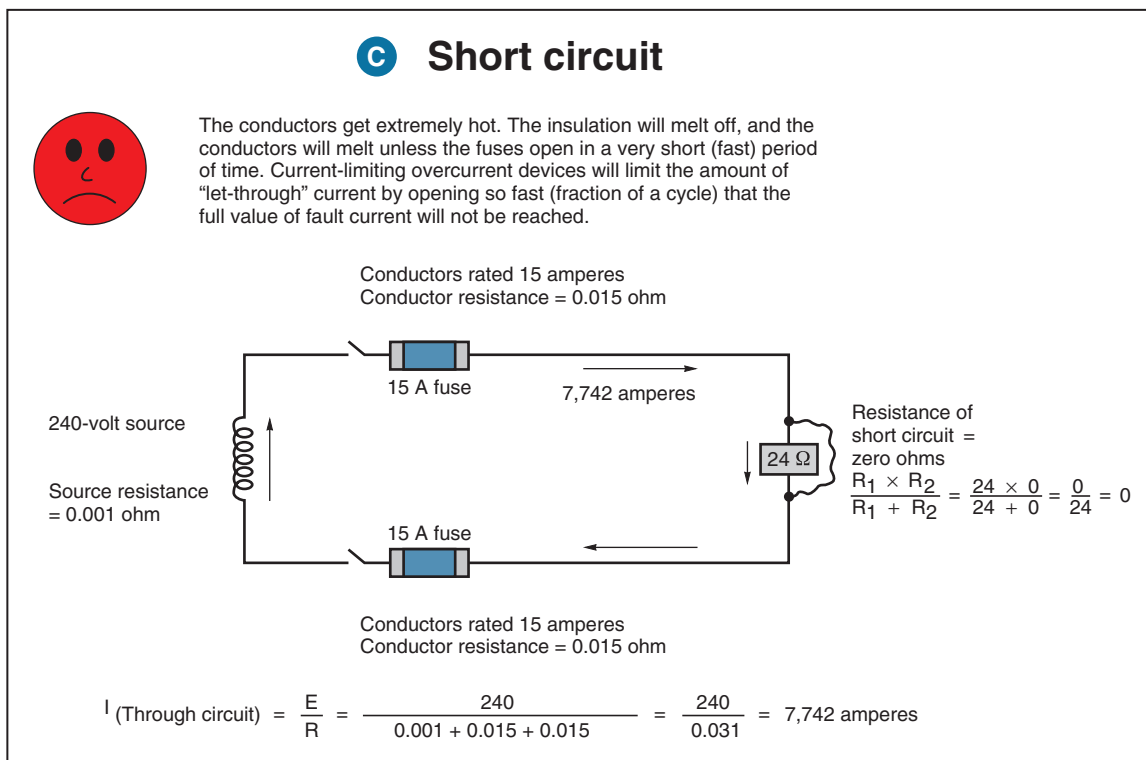 C Short circuit
The conductors get extremely hot. The insulation will melt off, and the
conductors will melt unless the fuses open in a very short (fast) period
of time. Current-limiting overcurrent devices will limit the amount of
“let-through” current by opening so fast (fraction of a cycle) that the
full value of fault current will not be reached.
Conductors rated 15 amperes
Conductor resistance = 0.015 ohm
15 A fuse
7,742 amperes
240-volt source
Source resistance
= 0.001 ohm
24 Ω
Resistance of
short circuit =
zero ohms
R₁ × R₂ / R₁ + R₂ = 24 × 0 / 24 + 0 = 0 / 24 = 0
15 A fuse
Conductors rated 15 amperes
Conductor resistance = 0.015 ohm
I (Through circuit) = E / R = 240 / 0.001 + 0.015 + 0.015 = 240 / 0.031 = 7,742 amperes